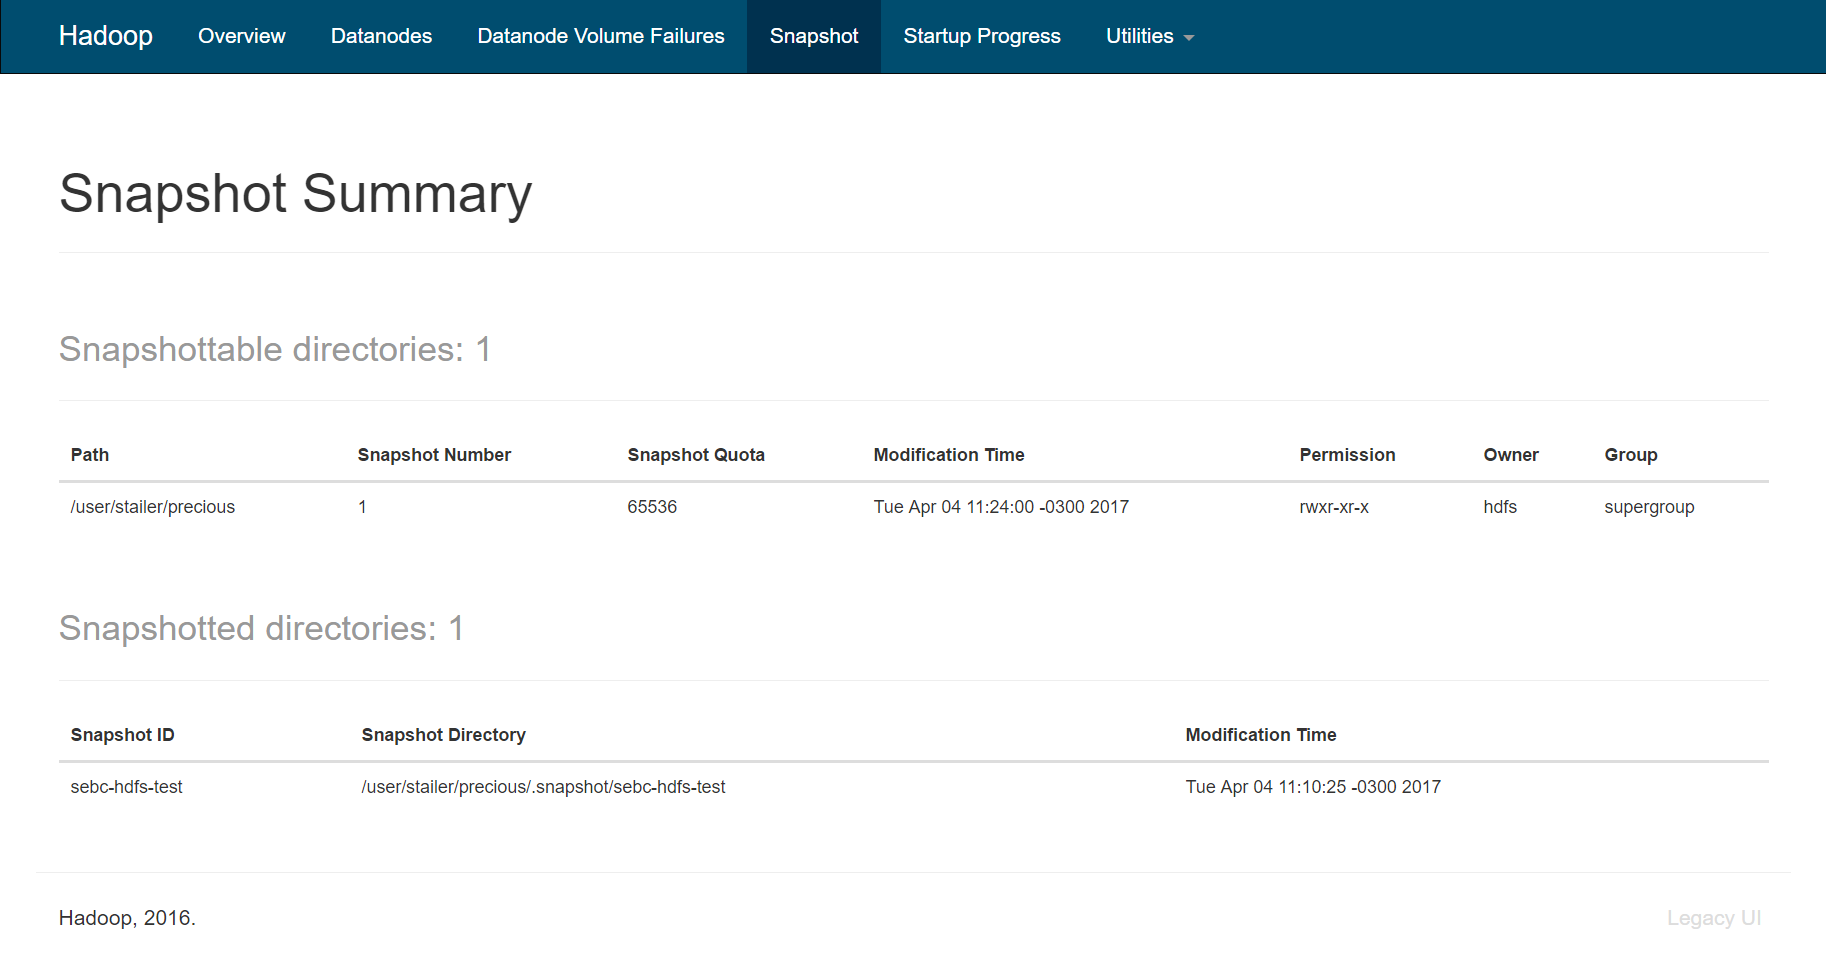 Hadoop Overview Datanodes Datanode Volume Failures Snapshot Startup Progress Utilities
Snapshot Summary
Snapshottable directories: 1
Path Snapshot Number Snapshot Quota Modification Time Permission Owner Group
/user/stailer/precious 1 65536 Tue Apr 04 11:24:00 -0300 2017 rwxr-xr-x hdfs supergroup
Snapshotted directories: 1
Snapshot ID Snapshot Directory Modification Time
sebc-hdfs-test /user/stailer/precious/.snapshot/sebc-hdfs-test Tue Apr 04 11:10:25 -0300 2017
Hadoop, 2016. Legacy UI